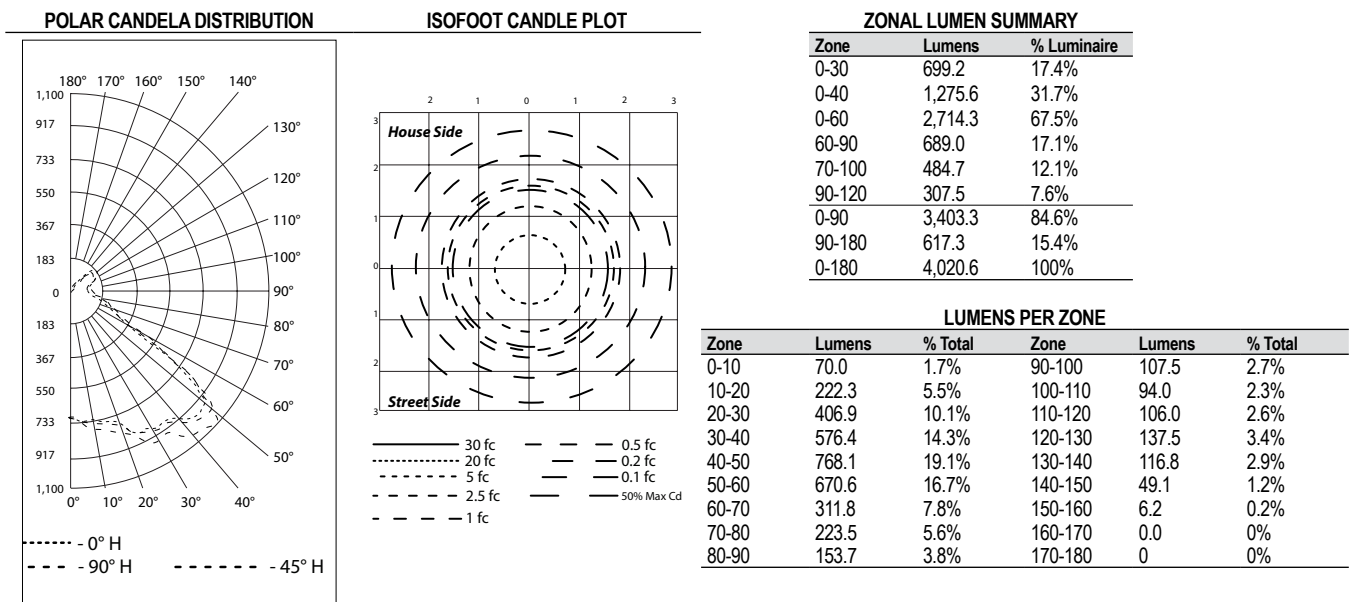 POLAR CANDELA DISTRIBUTION
180° 170° 160° 150° 140°
130°
120°
110°
100°
90°
80°
70°
60°
50°
1,100
917
733
550
367
183
0
183
367
550
733
917
1,100
0° 10° 20° 30° 40°
- 0° H
- 90° H - 45° H
ISOFOOT CANDLE PLOT
2 1 0 1 2 3
3
2
1
0
1
2
3
House Side
Street Side
30 fc 0.5 fc
20 fc 0.2 fc
5 fc 0.1 fc
2.5 fc 50% Max Cd
1 fc
ZONAL LUMEN SUMMARY
Zone Lumens % Luminaire
0-30 699.2 17.4%
0-40 1,275.6 31.7%
0-60 2,714.3 67.5%
60-90 689.0 17.1%
70-100 484.7 12.1%
90-120 307.5 7.6%
0-90 3,403.3 84.6%
90-180 617.3 15.4%
0-180 4,020.6 100%
LUMENS PER ZONE
Zone Lumens % Total Zone Lumens % Total
0-10 70.0 1.7% 90-100 107.5 2.7%
10-20 222.3 5.5% 100-110 94.0 2.3%
20-30 406.9 10.1% 110-120 106.0 2.6%
30-40 576.4 14.3% 120-130 137.5 3.4%
40-50 768.1 19.1% 130-140 116.8 2.9%
50-60 670.6 16.7% 140-150 49.1 1.2%
60-70 311.8 7.8% 150-160 6.2 0.2%
70-80 223.5 5.6% 160-170 0.0 0%
80-90 153.7 3.8% 170-180 0 0%